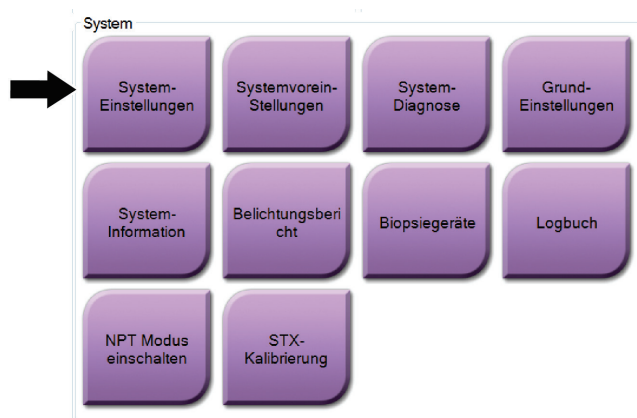 System
System-
Einstellungen
Systemvorein-
Stellungen
System-
Diagnose
Grund-
Einstellungen
System-
Information
Belichtungsberi
cht
Biopsiegeräte
Logbuch
NPT Modus
einschalten
STX-
Kalibrierung